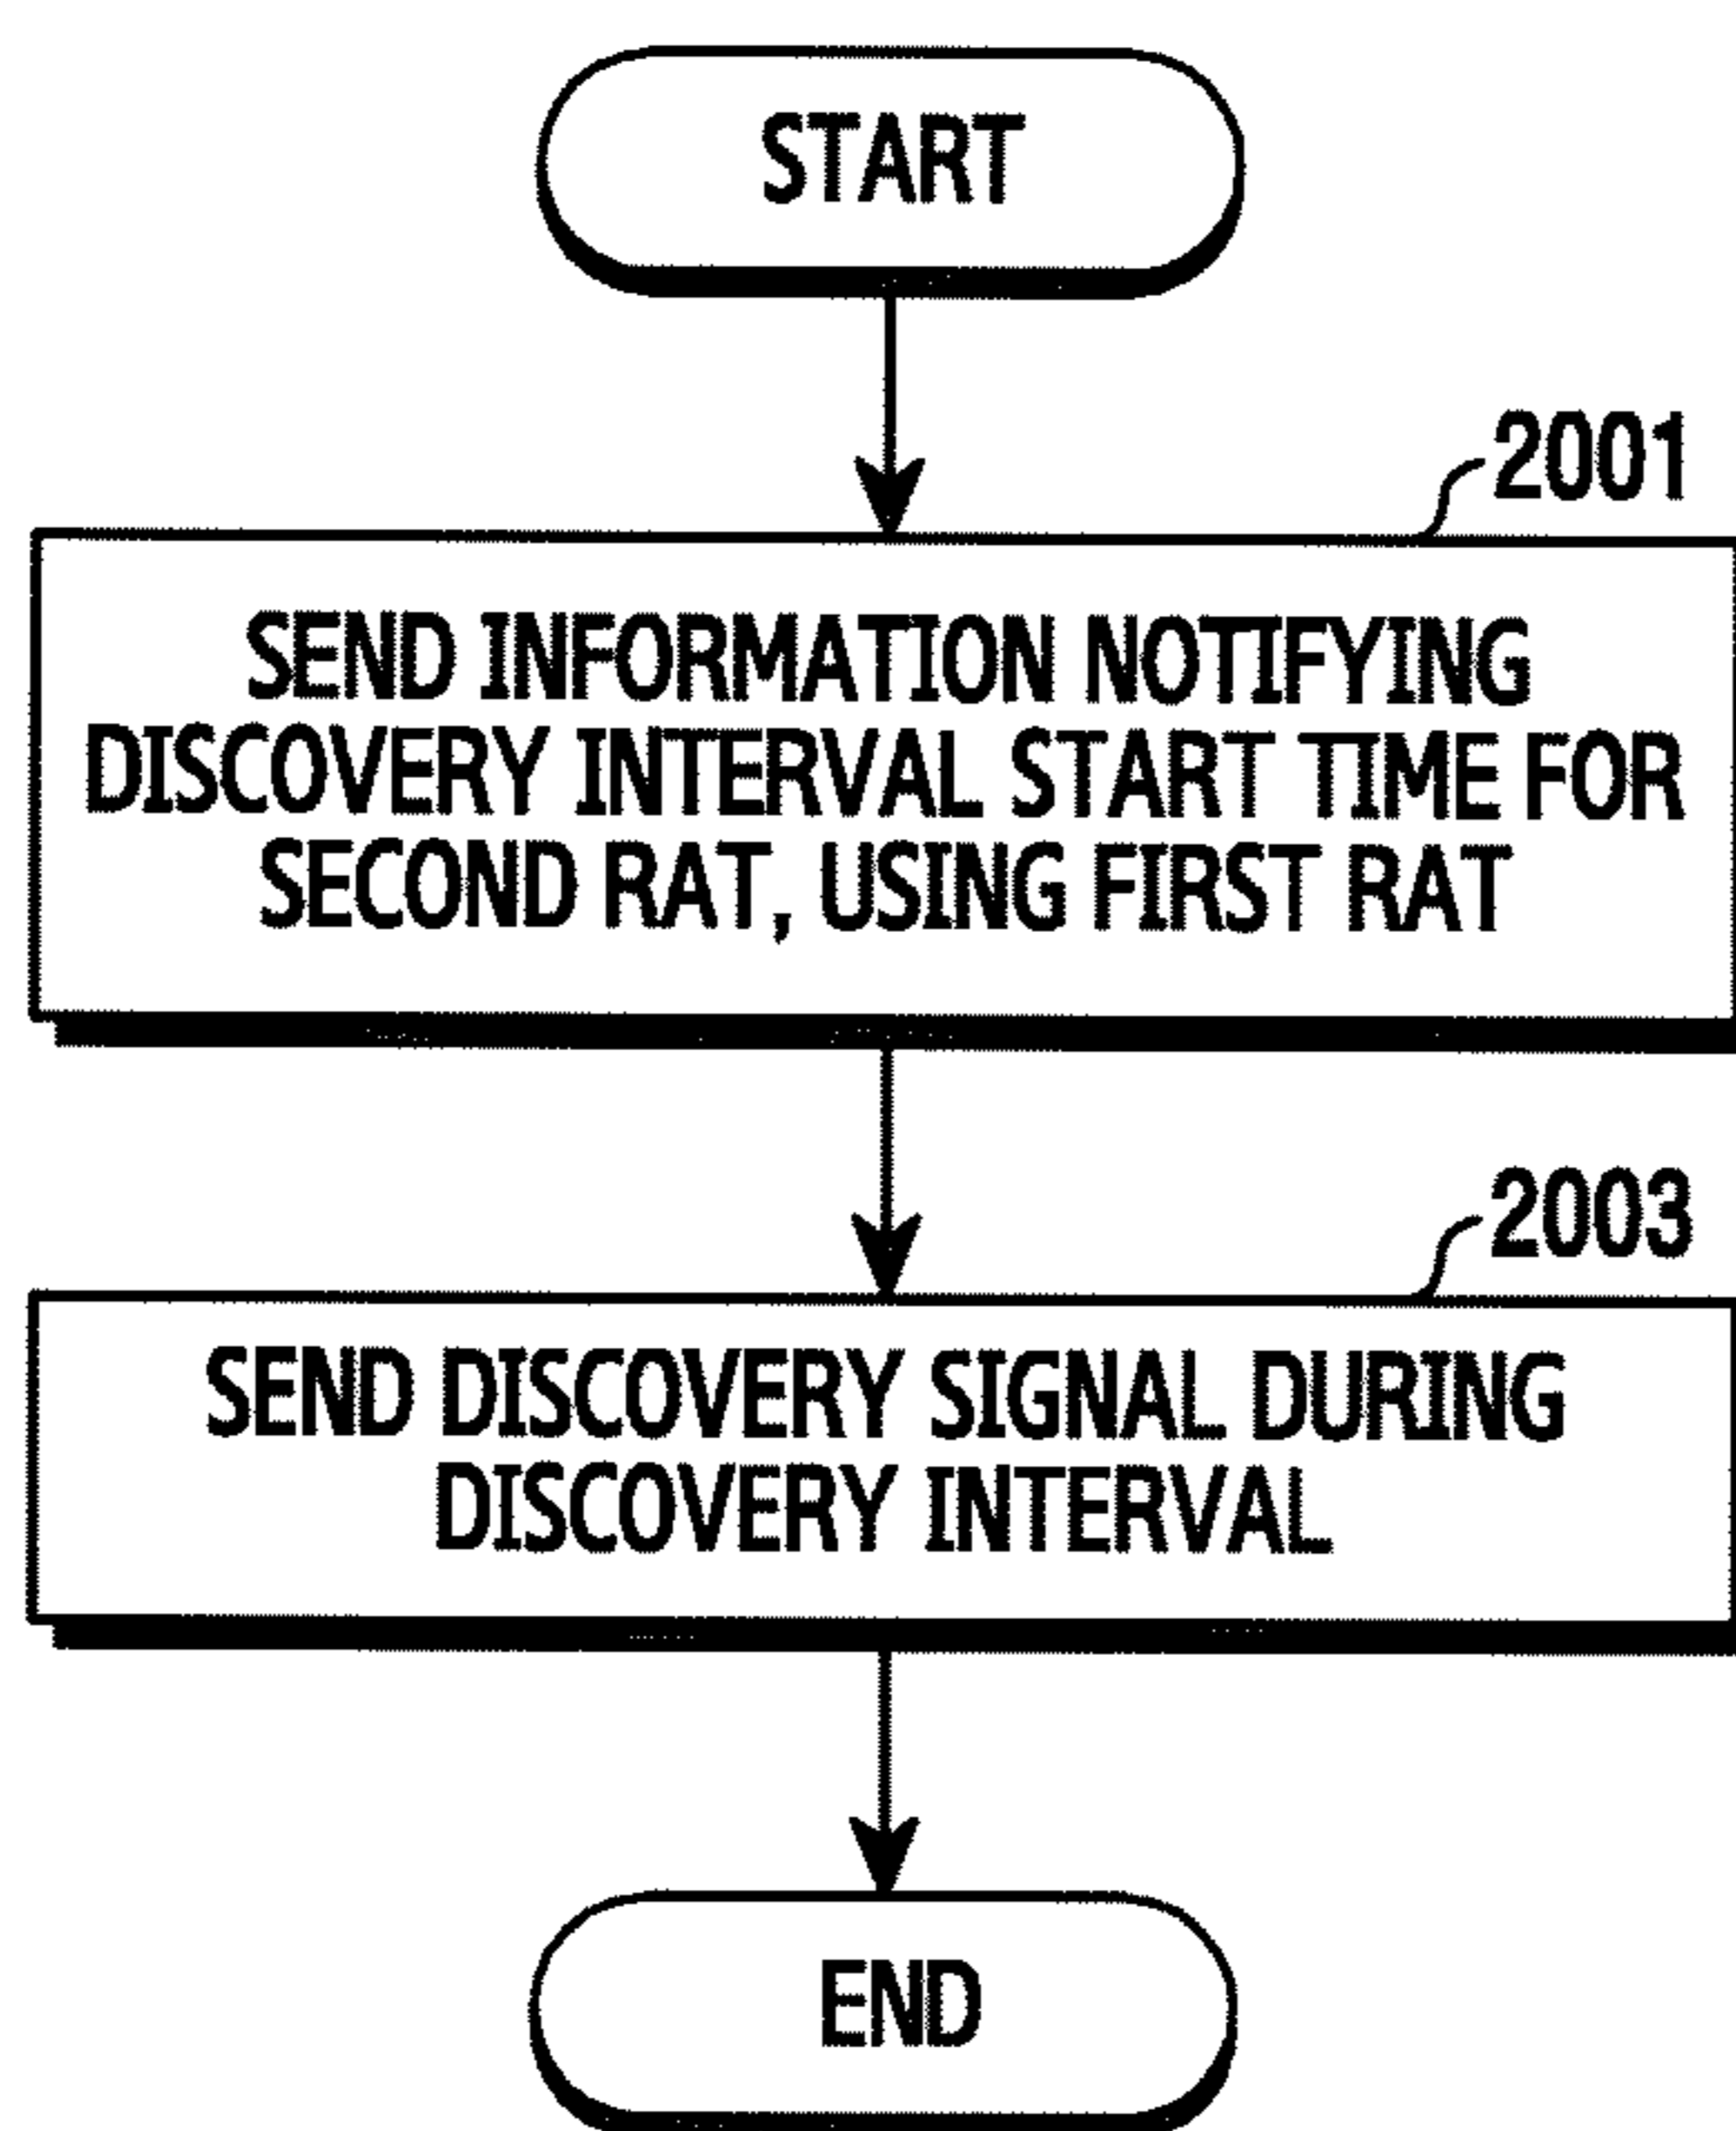 START
2001
SEND INFORMATION NOTIFYING
DISCOVERY INTERVAL START TIME FOR
SECOND RAT, USING FIRST RAT
2003
SEND DISCOVERY SIGNAL DURING
DISCOVERY INTERVAL
END